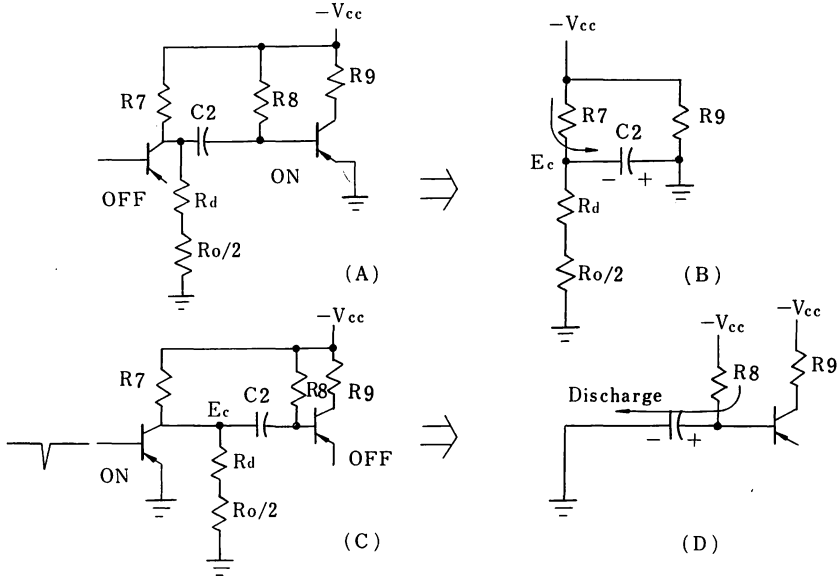 −Vcc
R7
C2
R8
R9
OFF
ON
Rd
Ro/2
(A)
−Vcc
R7
C2
R9
Ec
− +
Rd
Ro/2
(B)
−Vcc
R7
Ec
C2
R8
R9
ON
Rd
OFF
Ro/2
(C)
−Vcc
−Vcc
R8
R9
Discharge
− +
(D)